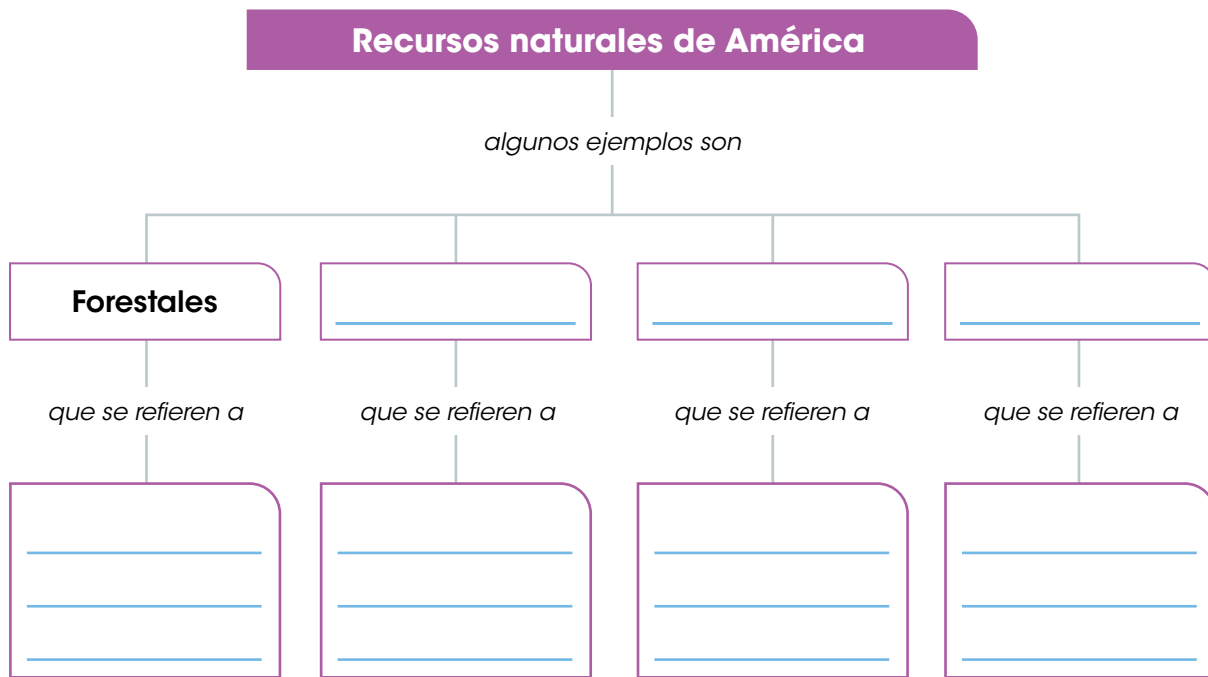 Recursos naturales de América
algunos ejemplos son
Forestales
que se refieren a
que se refieren a
que se refieren a
que se refieren a